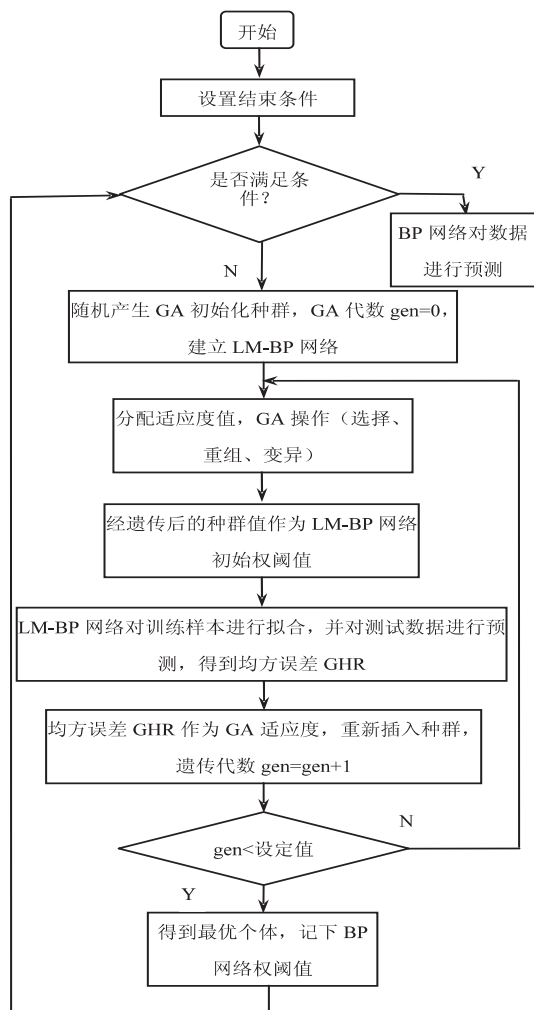 开始
设置结束条件
是否满足条
件?
Y
BP 网络对数据
进行预测
N
随机产生 GA 初始化种群，GA 代数 gen=0，
建立 LM-BP 网络
分配适应度值，GA 操作（选择、
重组、变异）
经遗传后的种群值作为 LM-BP 网络
初始权阈值
LM-BP 网络对训练样本进行拟合，并对测试数据进行预
测，得到均方误差 GHR
均方误差 GHR 作为 GA 适应度，重新插入种群，
遗传代数 gen=gen+1
N
gen<设定值
Y
得到最优个体，记下 BP
网络权阈值